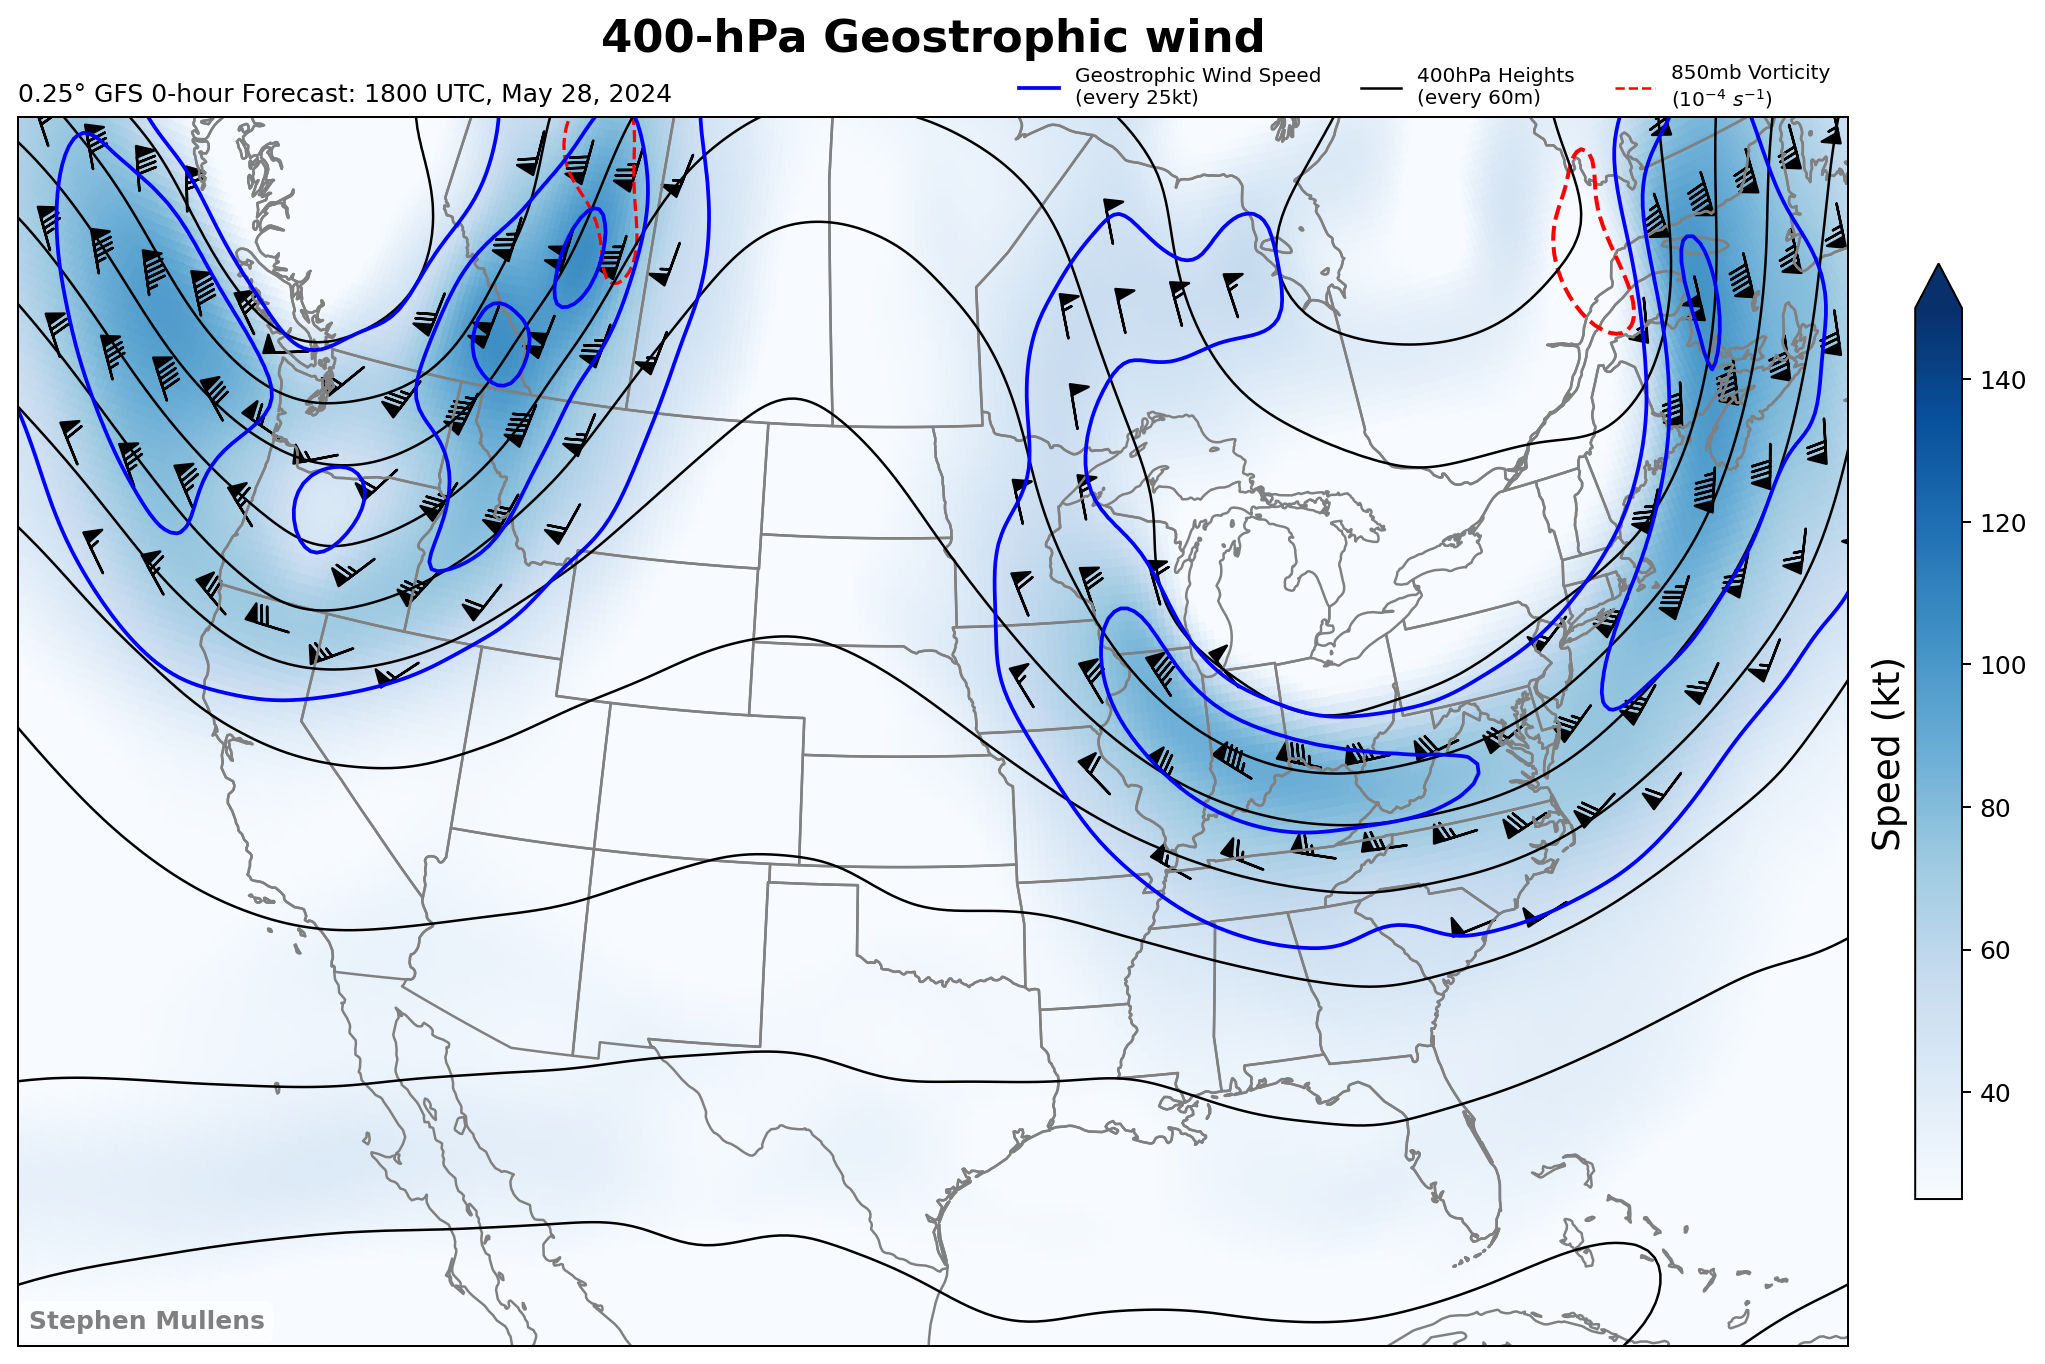 400-hPa Geostrophic wind
0.25° GFS 0-hour Forecast: 1800 UTC, May 28, 2024
Geostrophic Wind Speed
(every 25kt)
400hPa Heights
(every 60m)
850mb Vorticity
(10⁻⁴ s⁻¹)
140
120
100
80
60
40
Speed (kt)
Stephen Mullens